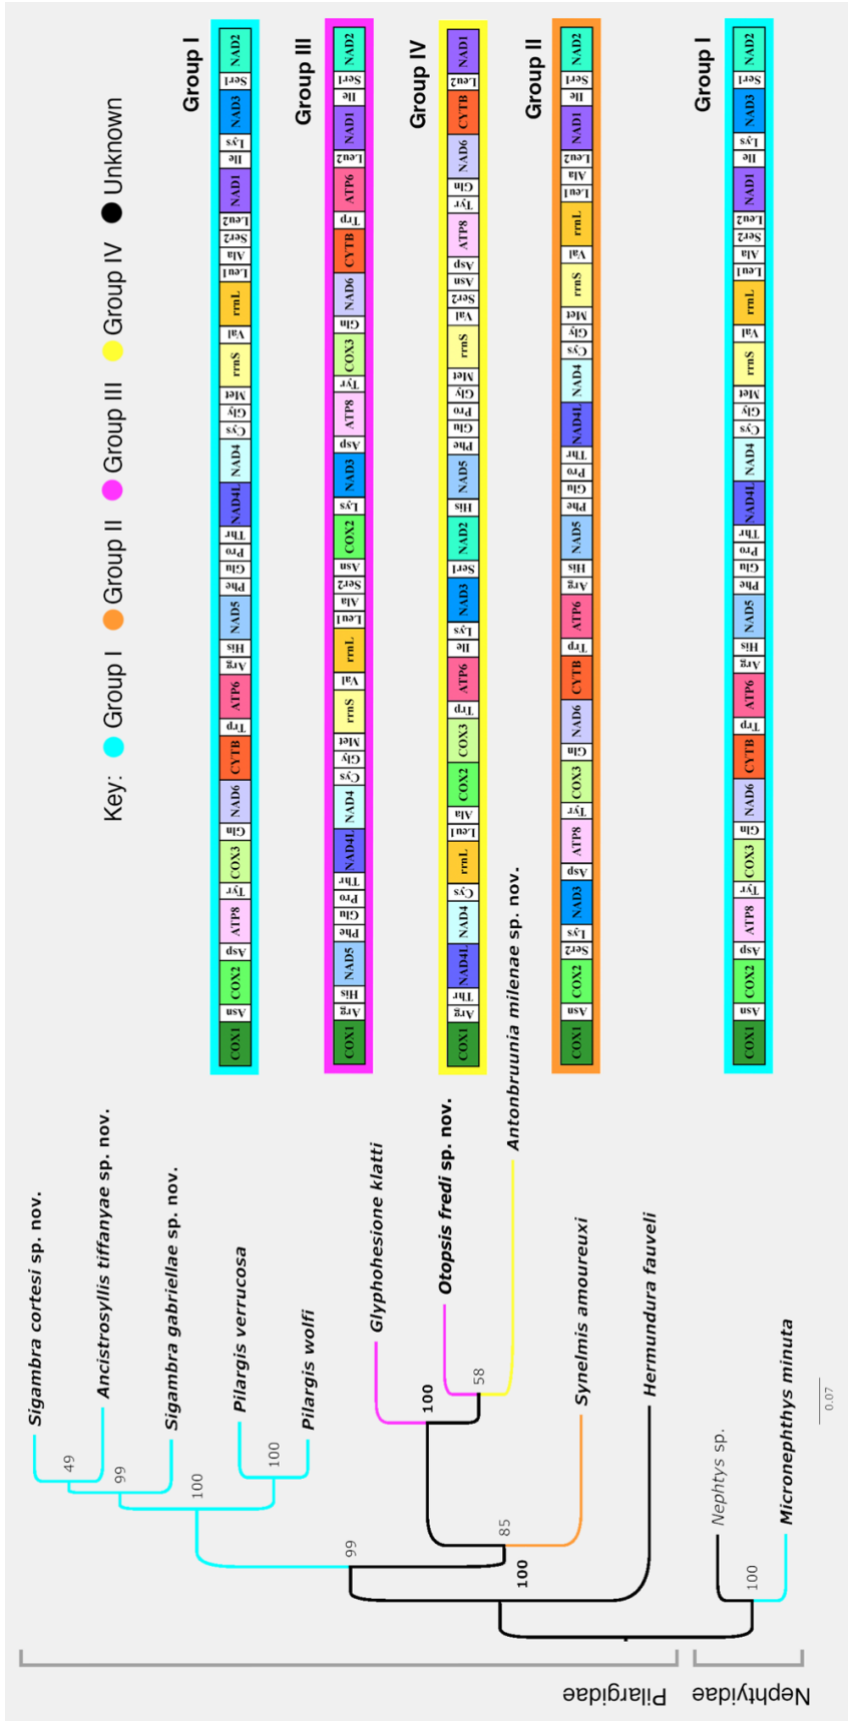 Key: Group I Group II Group III Group IV Unknown
Sigambra cortesi sp. nov.
49
Ancistrosyllis tiffanyae sp. nov.
99
Sigambra gabriellae sp. nov.
100
Pilargis verrucosa
100
Pilargis wolfi
99
Glyphohesione klatti
100
Otopsis fredi sp. nov.
58
Antonbruunia milenae sp. nov.
85
Synelmis amoureuxi
100
Hermundura fauveli
Nephtys sp.
100
Micronephthys minuta
0.07
Pilargidae
Nephtyidae
Group I
COX1 Asn COX2 Asp ATP8 Tyr COX3 Gln NAD6 CYTB Trp ATP6 Arg His NAD5 Phe Glu Pro Thr NAD4L NAD4 Cys Gly Met rrnS Val rrnL Leu1 Ala Ser2 Leu2 NAD1 Ile Lys NAD3 Ser1 NAD2
Group III
COX1 Arg His NAD5 Phe Glu Pro Thr NAD4L NAD4 Cys Gly Met rrnS Val rrnL Leu1 Ala Ser2 Asn COX2 Lys NAD3 Asp ATP8 Tyr COX3 Gln NAD6 CYTB Trp ATP6 Leu2 NAD1 Ile Ser1 NAD2
Group IV
COX1 Arg Thr NAD4L NAD4 Cys rrnL Leu1 Ala COX2 COX3 Trp ATP6 Ile Lys NAD3 Ser1 NAD2 His NAD5 Phe Glu Pro Gly Met rrnS Val Ser2 Asn Asp ATP8 Tyr Gln NAD6 CYTB Leu2 NAD1
Group II
COX1 Asn COX2 Ser2 Lys NAD3 Asp ATP8 Tyr COX3 Gln NAD6 CYTB Trp ATP6 Arg His NAD5 Phe Glu Pro Thr NAD4L NAD4 Cys Gly Met rrnS Val rrnL Leu1 Ala Leu2 NAD1 Ile Ser1 NAD2
Group I
COX1 Asn COX2 Asp ATP8 Tyr COX3 Gln NAD6 CYTB Trp ATP6 Arg His NAD5 Phe Glu Pro Thr NAD4L NAD4 Cys Gly Met rrnS Val rrnL Leu1 Ala Ser2 Leu2 NAD1 Ile Lys NAD3 Ser1 NAD2